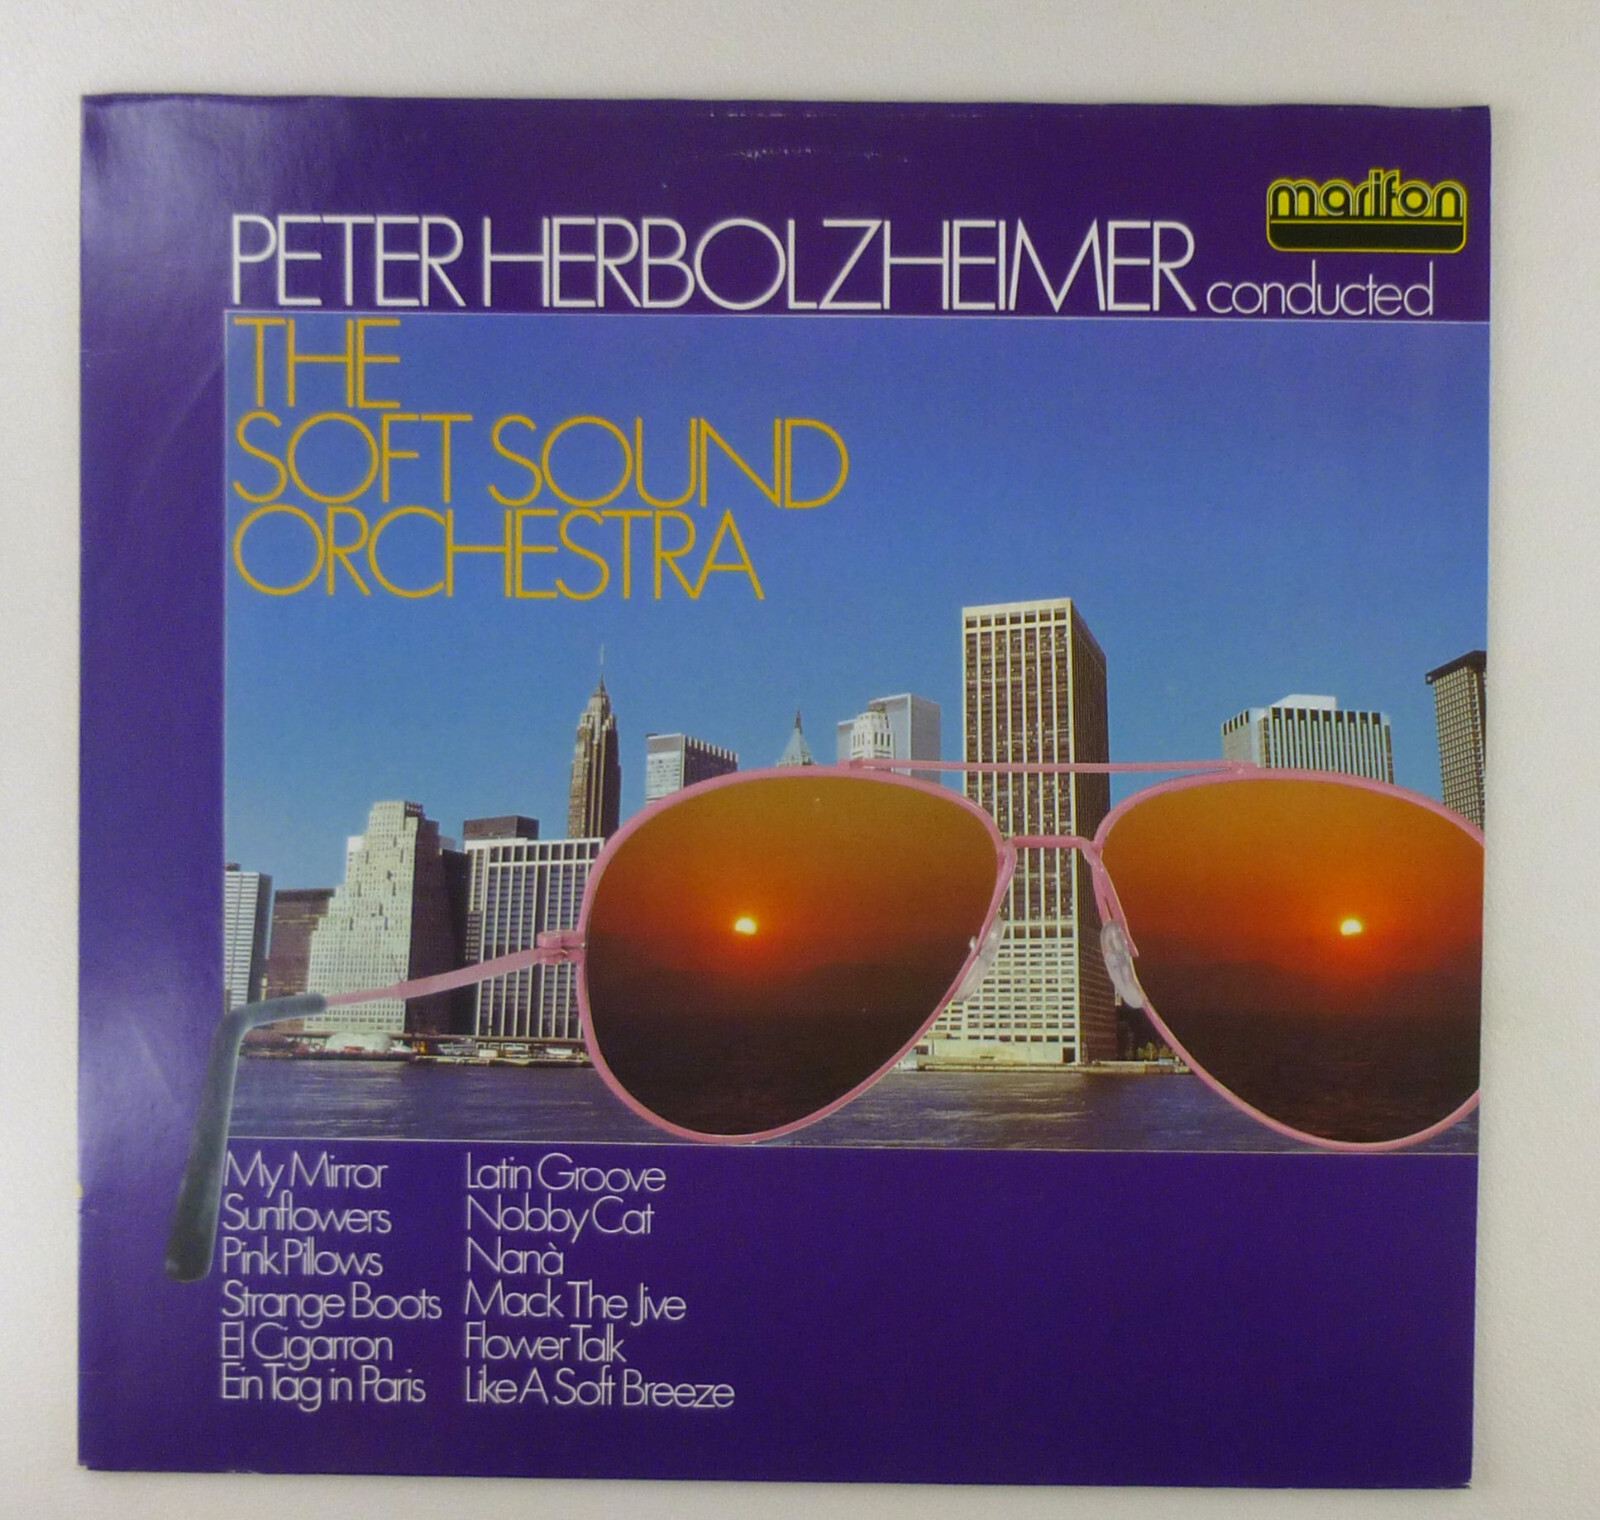 marifon
PETER HERBOLZHEIMER conducted
THE
SOFT SOUND
ORCHESTRA
My Mirror
Sunflowers
Pink Pillows
Strange Boots
El Cigarron
Ein Tag in Paris
Latin Groove
Nobby Cat
Nanà
Mack The Jive
Flower Talk
Like A Soft Breeze